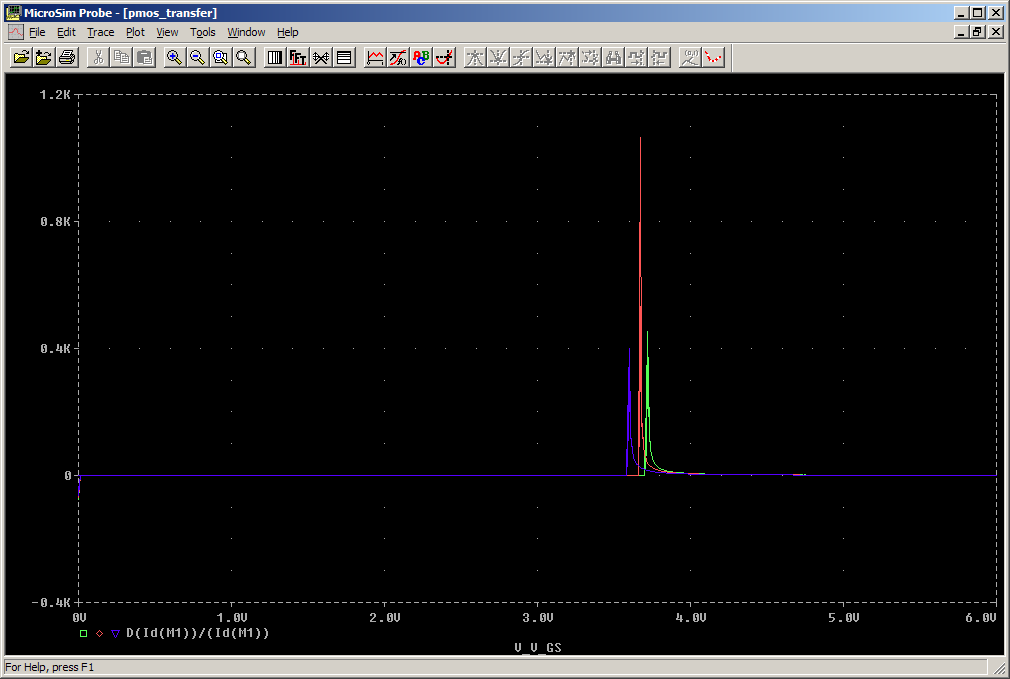 MicroSim Probe - [pmos_transfer]
File Edit Trace Plot View Tools Window Help
1.2K
0.8K
0.4K
0
-0.4K
0V 1.0V 2.0V 3.0V 4.0V 5.0V 6.0V
D(Id(M1))/(Id(M1))
V_V_GS
For Help, press F1